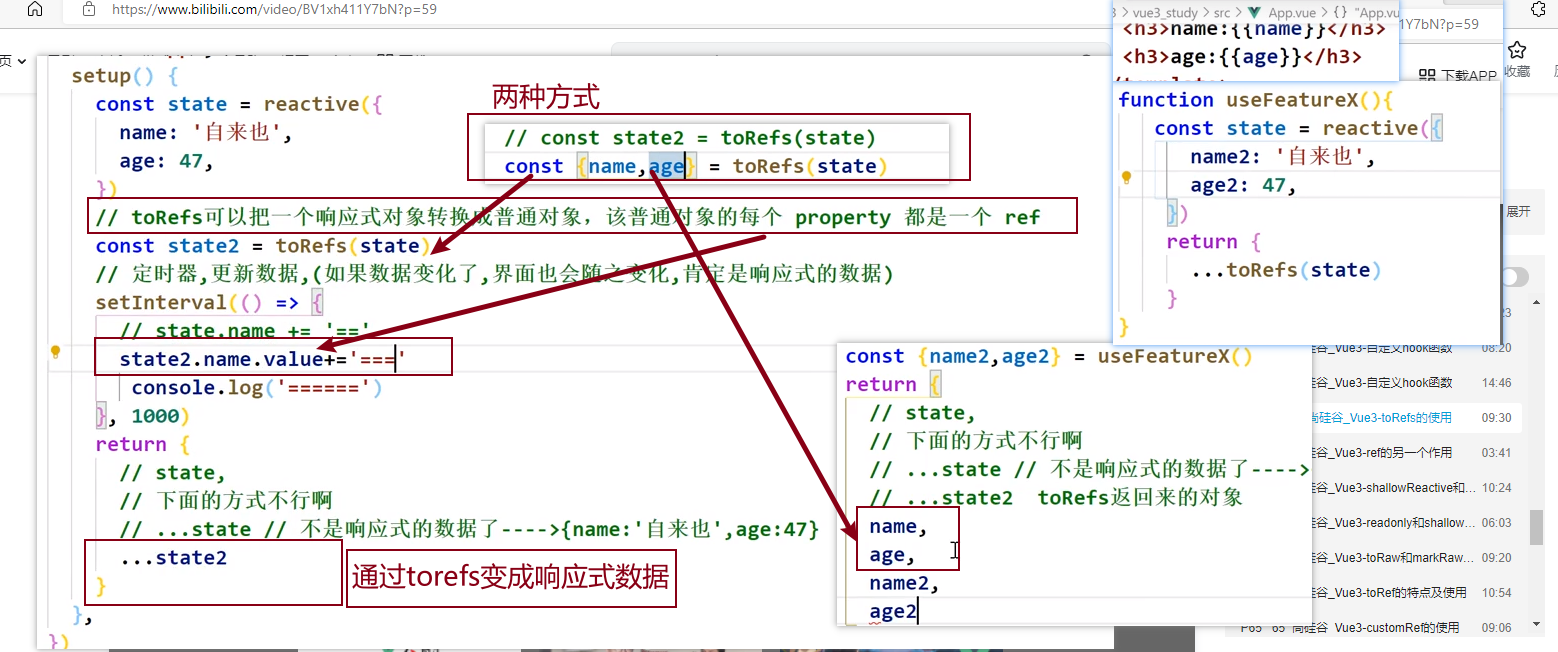 https://www.bilibili.com/video/BV1xh411Y7bN?p=59
setup() {
const state = reactive({
name: '自来也',
age: 47,
})
// toRefs可以把一个响应式对象转换成普通对象，该普通对象的每个 property 都是一个 ref
const state2 = toRefs(state)
// 定时器,更新数据,(如果数据变化了,界面也会随之变化,肯定是响应式的数据)
setInterval(() => {
// state.name += '=='
state2.name.value+='==='
console.log('======')
}, 1000)
return {
// state,
// 下面的方式不行啊
// ...state // 不是响应式的数据了---->{name:'自来也',age:47}
...state2
}
},
})
通过torefs变成响应式数据
两种方式
// const state2 = toRefs(state)
const {name,age} = toRefs(state)
vue3_study > src > App.vue > {} "App.vu
<h3>name:{{name}}</h3>
<h3>age:{{age}}</h3>
1Y7bN?p=59
下载APP
收藏
页
function useFeatureX(){
const state = reactive({
name2: '自来也',
age2: 47,
})
return {
...toRefs(state)
}
}
const {name2,age2} = useFeatureX()
return {
// state,
// 下面的方式不行啊
// ...state // 不是响应式的数据了---->
// ...state2  toRefs返回来的对象
name,
age,
name2,
age2
展开
硅谷_Vue3-自定义hook函数 08:20
硅谷_Vue3-自定义hook函数 14:46
尚硅谷_Vue3-toRefs的使用 09:30
硅谷_Vue3-ref的另一个作用 03:41
硅谷_Vue3-shallowReactive和... 10:24
硅谷_Vue3-readonly和shallow... 06:03
硅谷_Vue3-toRaw和markRaw... 09:20
硅谷_Vue3-toRef的特点及使用 10:54
P65 65 尚硅谷_Vue3-customRef的使用 09:06